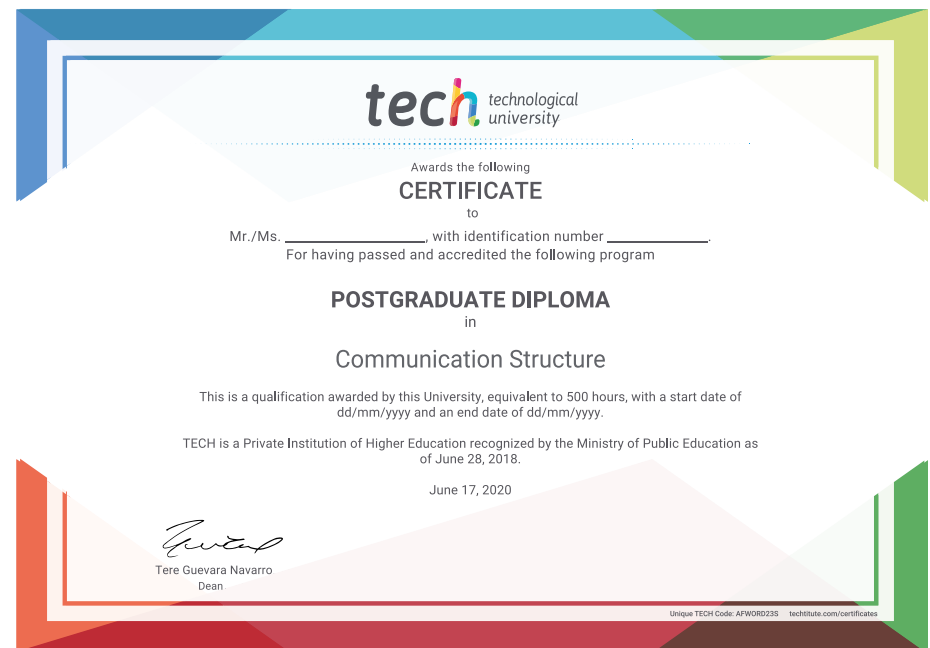 tech technological
university
Awards the following
CERTIFICATE
to
Mr./Ms. ____________________, with identification number ______________.
For having passed and accredited the following program
POSTGRADUATE DIPLOMA
in
Communication Structure
This is a qualification awarded by this University, equivalent to 500 hours, with a start date of
dd/mm/yyyy and an end date of dd/mm/yyyy.
TECH is a Private Institution of Higher Education recognized by the Ministry of Public Education as
of June 28, 2018.
June 17, 2020
Tere Guevara Navarro
Dean
Unique TECH Code: AFWORD23S techtitute.com/certificates